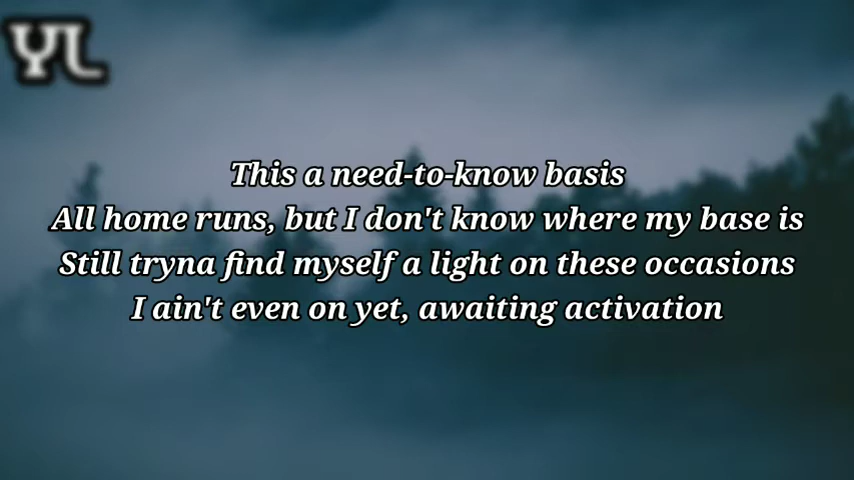 YL
This a need-to-know basis
All home runs, but I don't know where my base is
Still tryna find myself a light on these occasions
I ain't even on yet, awaiting activation